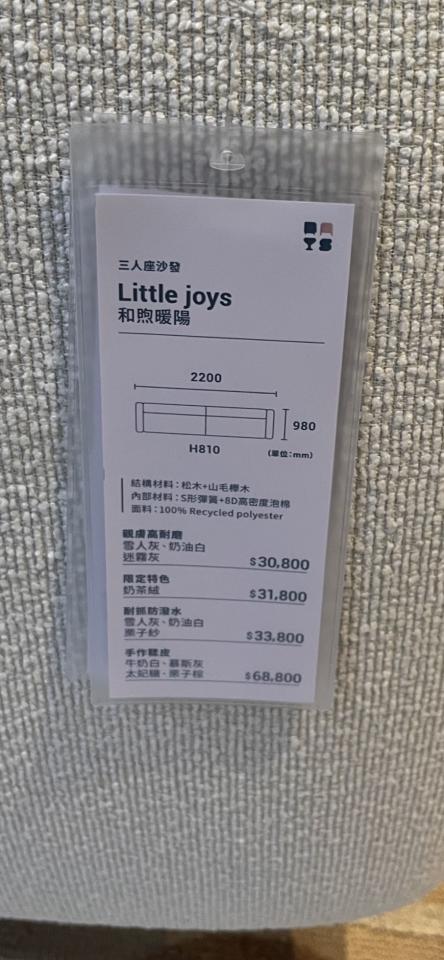 三人座沙發
Little joys
和煦暖陽
2200
980
H810
(單位:mm)
結構材料：松木+山毛櫸木
內部材料：S形彈簧+8D高密度泡棉
面料：100% Recycled polyester
親膚高耐磨
雪人灰、奶油白
迷霧灰
$30,800
限定特色
奶茶絨
$31,800
耐抓防潑水
雪人灰、奶油白
栗子紗
$33,800
手作鞣皮
牛奶白、慕斯灰
太妃糖、栗子棕
$68,800